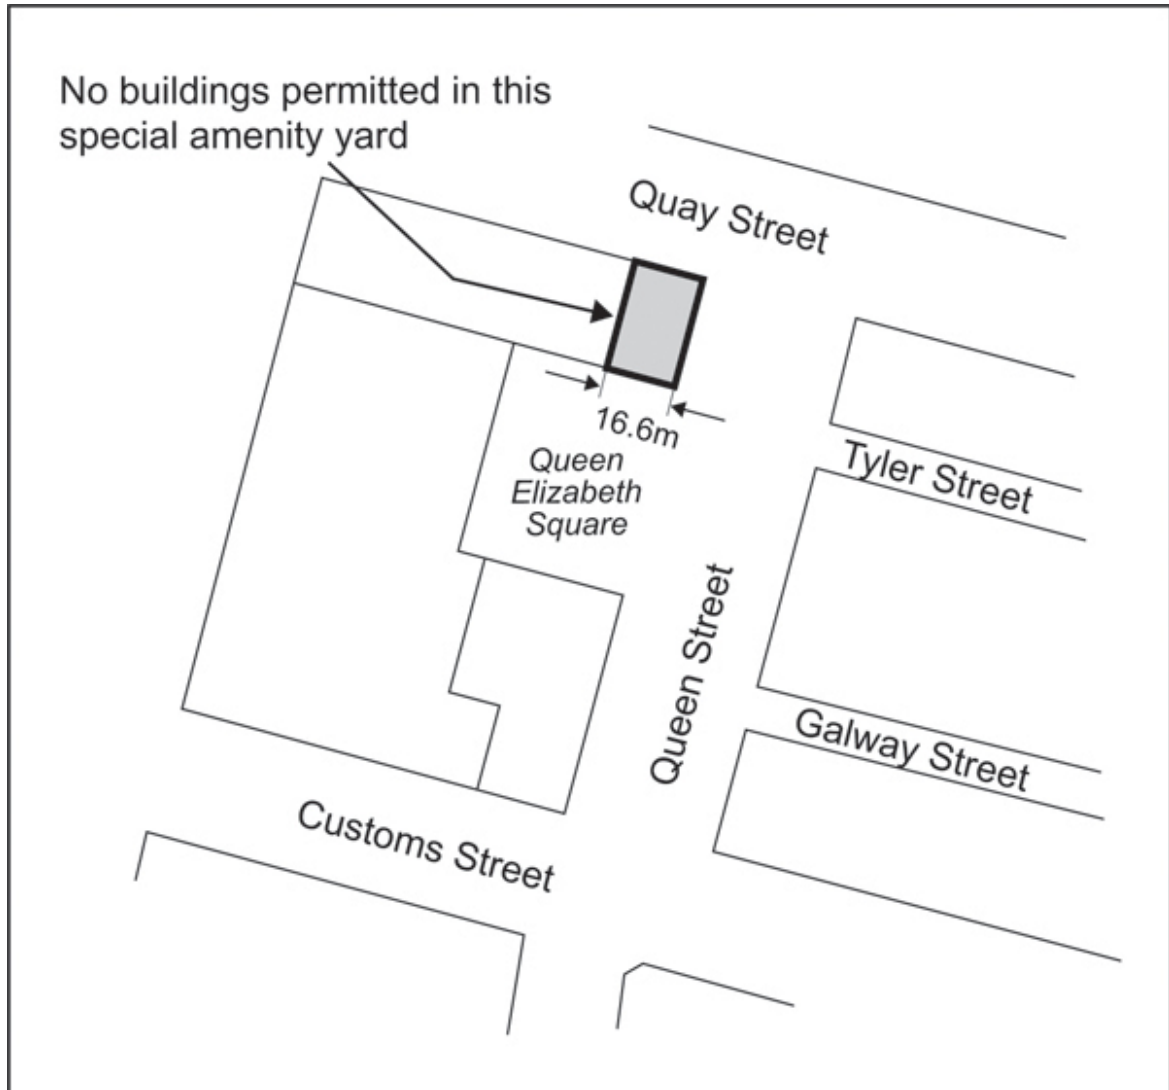 No buildings permitted in this
special amenity yard
Quay Street
16.6m
Queen
Elizabeth
Square
Tyler Street
Queen Street
Galway Street
Customs Street